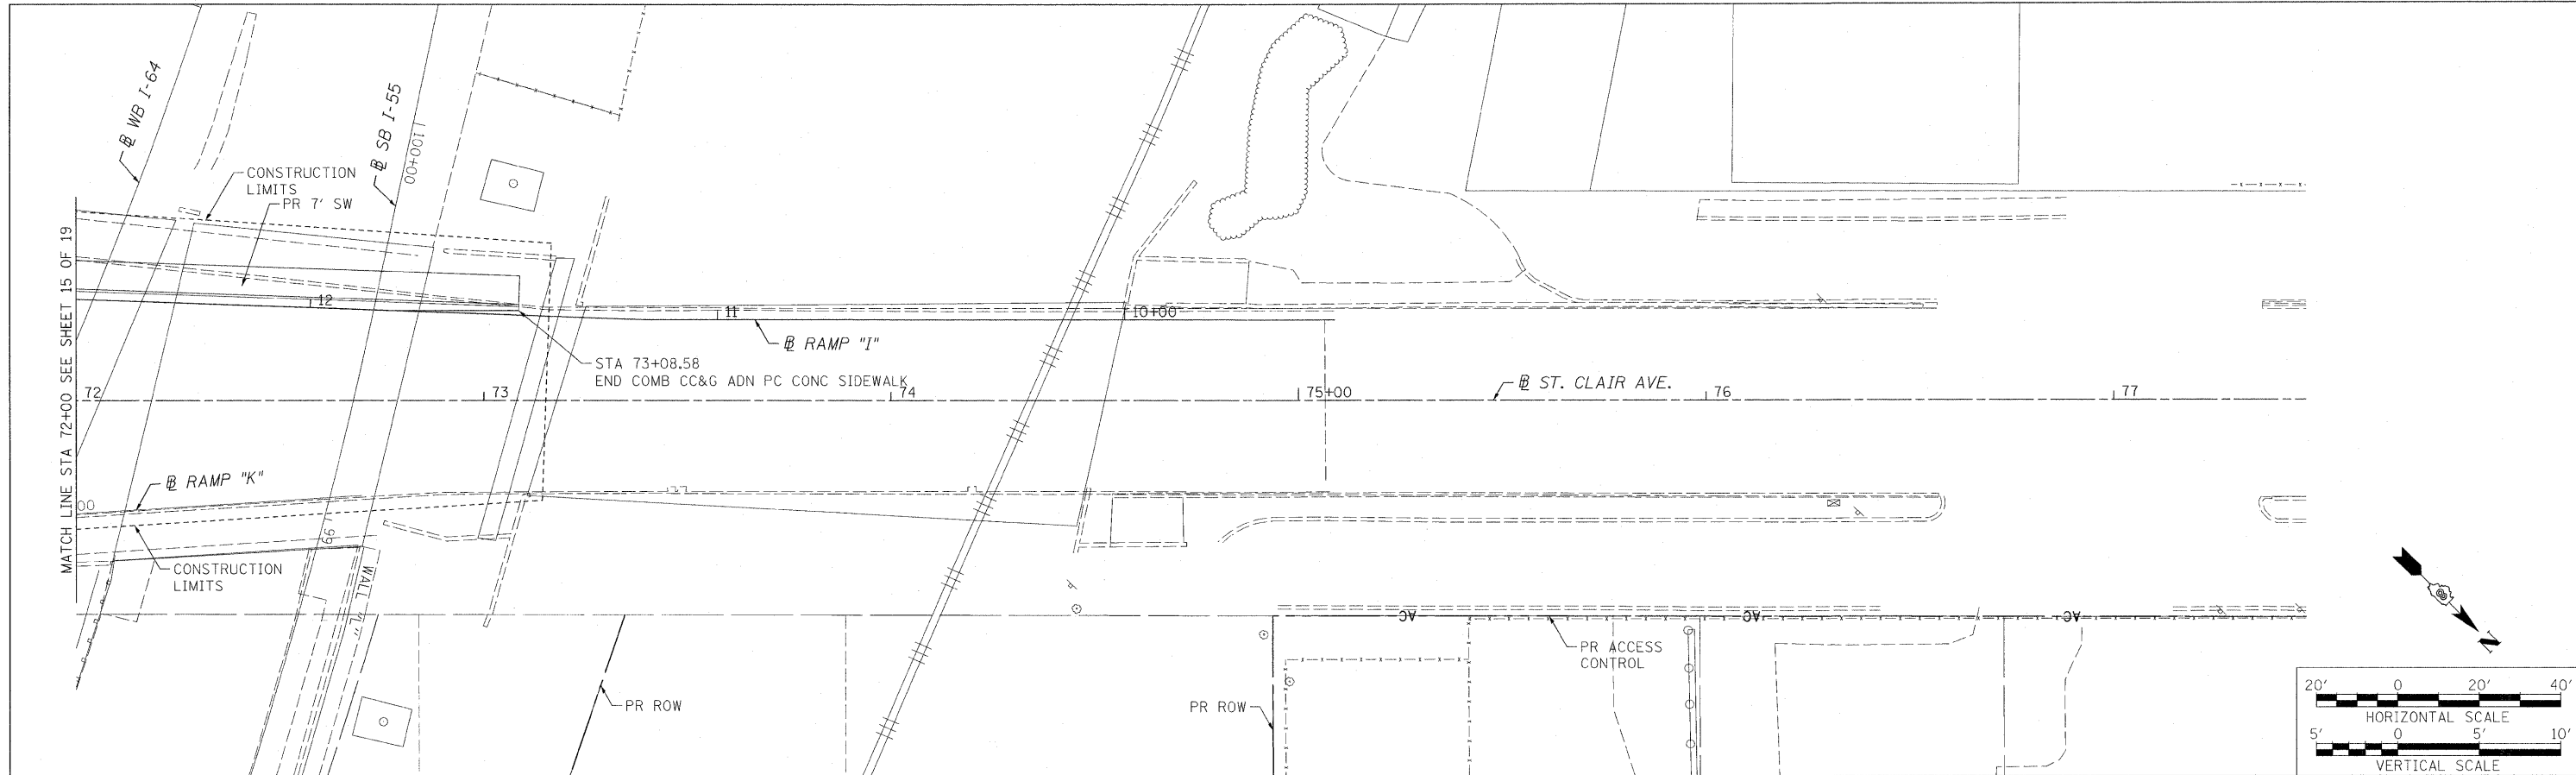 ℄ WB I-64
℄ SB I-55
100+00
CONSTRUCTION
LIMITS
PR 7' SW
MATCH LINE STA 72+00 SEE SHEET 15 OF 19
12
11
10+00
℄ RAMP "I"
STA 73+08.58
END COMB CC&G ADN PC CONC SIDEWALK
℄ ST. CLAIR AVE.
72
73
74
75+00
76
77
℄ RAMP "K"
00
99
CONSTRUCTION
LIMITS
WALL "L"
PR ROW
PR ROW
AC
AC
AC
PR ACCESS
CONTROL
N
20' 0 20' 40'
HORIZONTAL SCALE
5' 0 5' 10'
VERTICAL SCALE